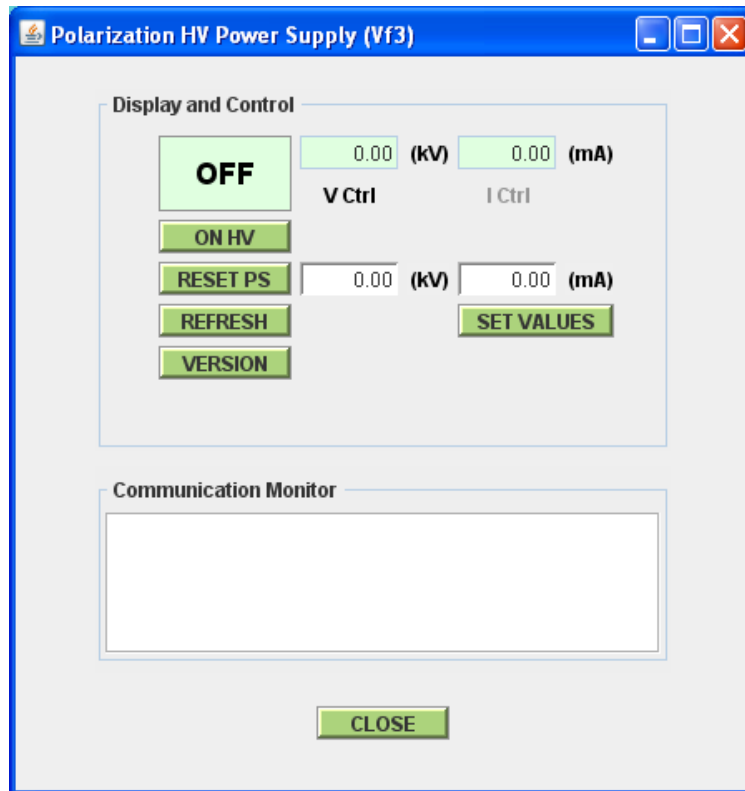 Polarization HV Power Supply (Vf3)
Display and Control
OFF
0.00 (kV) 0.00 (mA)
V Ctrl I Ctrl
ON HV
RESET PS 0.00 (kV) 0.00 (mA)
REFRESH SET VALUES
VERSION
Communication Monitor
CLOSE